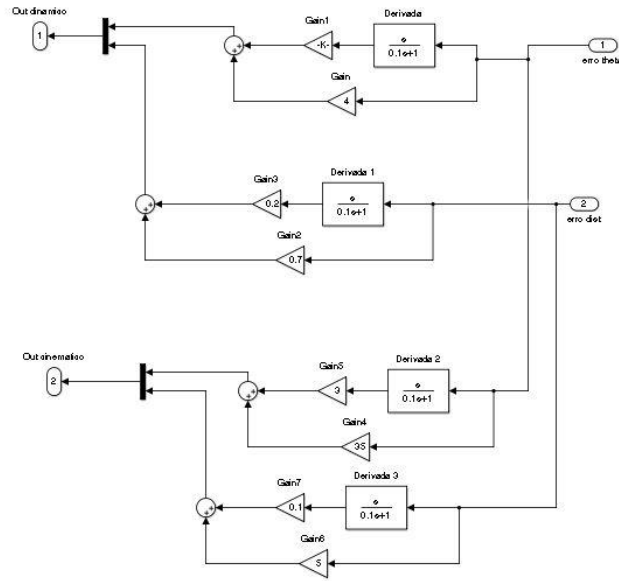 Out dinamico
1
Gain1
-K-
Derivada
s
0.1s+1
1
erro theta
Gain
4
Gain3
0.2
Derivada 1
s
0.1s+1
2
erro dist
Gain2
0.7
Out cinematico
2
Gain5
3
Derivada 2
s
0.1s+1
Gain4
35
Gain7
0.1
Derivada 3
s
0.1s+1
Gain6
5